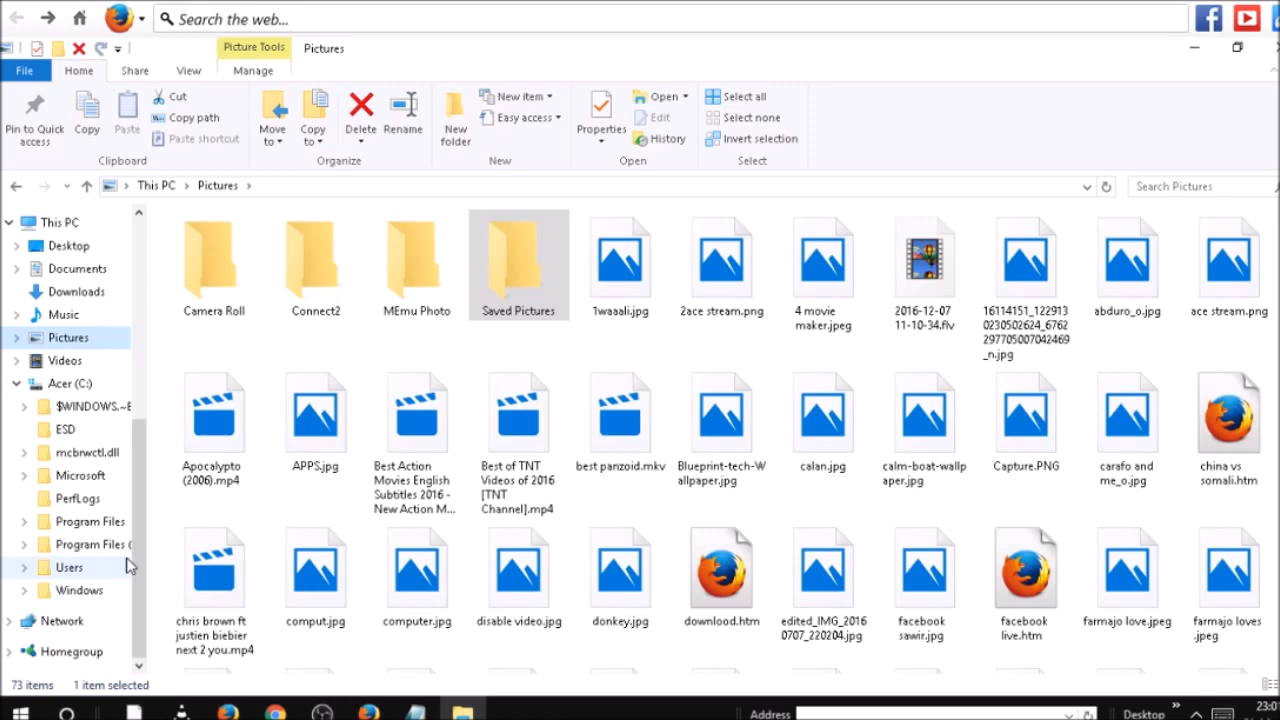 Search the web...
Picture Tools
Pictures
File
Home
Share
View
Manage
Pin to Quick
access
Copy
Paste
Cut
Copy path
Paste shortcut
Clipboard
Move
to
Copy
to
Delete
Rename
Organize
New
folder
New item
Easy access
New
Properties
Open
Edit
History
Open
Select all
Select none
Invert selection
Select
This PC
Pictures
Search Pictures
This PC
Desktop
Documents
Downloads
Music
Pictures
Videos
Acer (C:)
$WINDOWS.~E
ESD
mcbrwctl.dll
Microsoft
PerfLogs
Program Files
Program Files (
Users
Windows
Network
Homegroup
Camera Roll
Connect2
MEmu Photo
Saved Pictures
1waaali.jpg
2ace stream.png
4 movie
maker.jpeg
2016-12-07
11-10-34.flv
16114151_122913
0230502624_6762
297705007042469
_n.jpg
abduro_o.jpg
ace stream.png
Apocalypto
(2006).mp4
APPS.jpg
Best Action
Movies English
Subtitles 2016 -
New Action M...
Best of TNT
Videos of 2016
[TNT
Channel].mp4
best panzoid.mkv
Blueprint-tech-W
allpaper.jpg
calan.jpg
calm-boat-wallp
aper.jpg
Capture.PNG
carafo and
me_o.jpg
china vs
somali.htm
chris brown ft
justien biebier
next 2 you.mp4
comput.jpg
computer.jpg
disable video.jpg
donkey.jpg
downlood.htm
edited_IMG_2016
0707_220204.jpg
facebook
sawir.jpg
facebook
live.htm
farmajo love.jpeg
farmajo loves
.jpeg
73 items
1 item selected
Address
Desktop
23:0